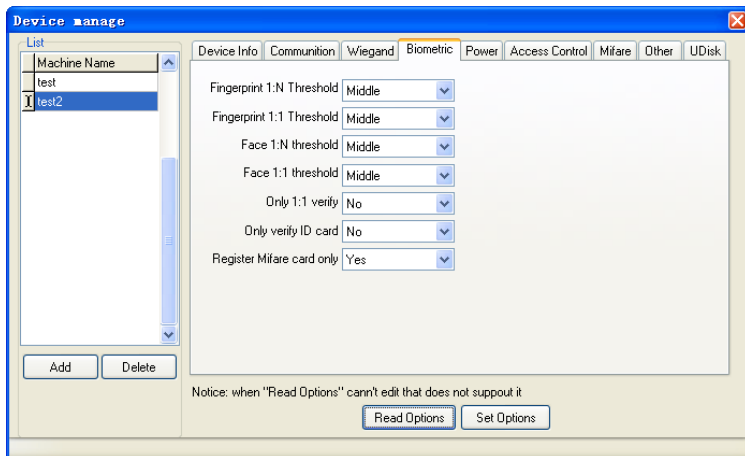 Device manage
List
Machine Name
test
test2
Add Delete
Device Info Communition Wiegand Biometric Power Access Control Mifare Other UDisk
Fingerprint 1:N Threshold Middle
Fingerprint 1:1 Threshold Middle
Face 1:N threshold Middle
Face 1:1 threshold Middle
Only 1:1 verify No
Only verify ID card No
Register Mifare card only Yes
Notice: when "Read Options" cann't edit that does not suppout it
Read Options Set Options